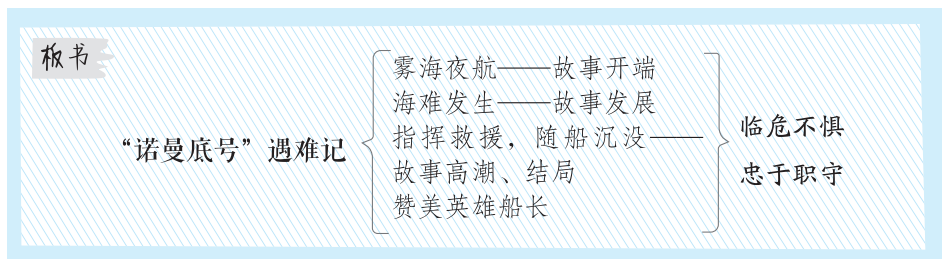 板书
“诺曼底号”遇难记
雾海夜航——故事开端
海难发生——故事发展
指挥救援，随船沉没——
故事高潮、结局
赞美英雄船长
临危不惧
忠于职守